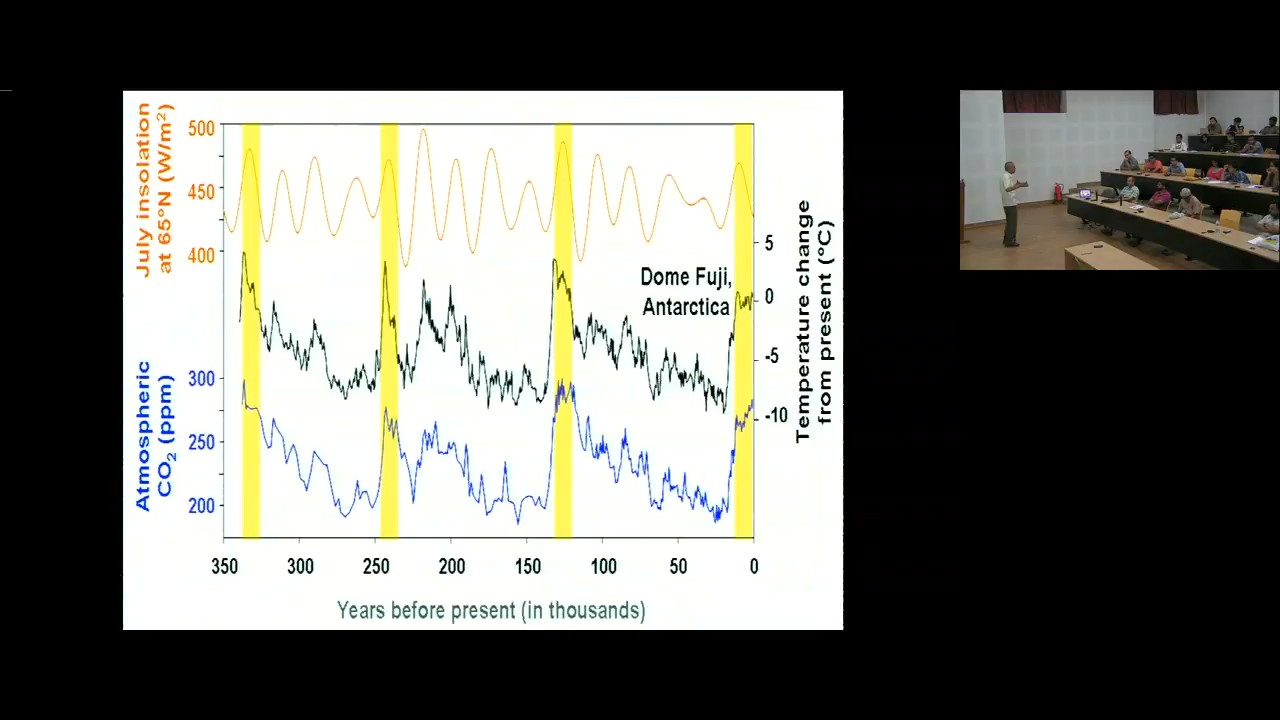 July insolation
at 65°N (W/m²)
500
450
400
Atmospheric
CO₂ (ppm)
300
250
200
Dome Fuji,
Antarctica
5
0
-5
-10
Temperature change
from present (°C)
350 300 250 200 150 100 50 0
Years before present (in thousands)